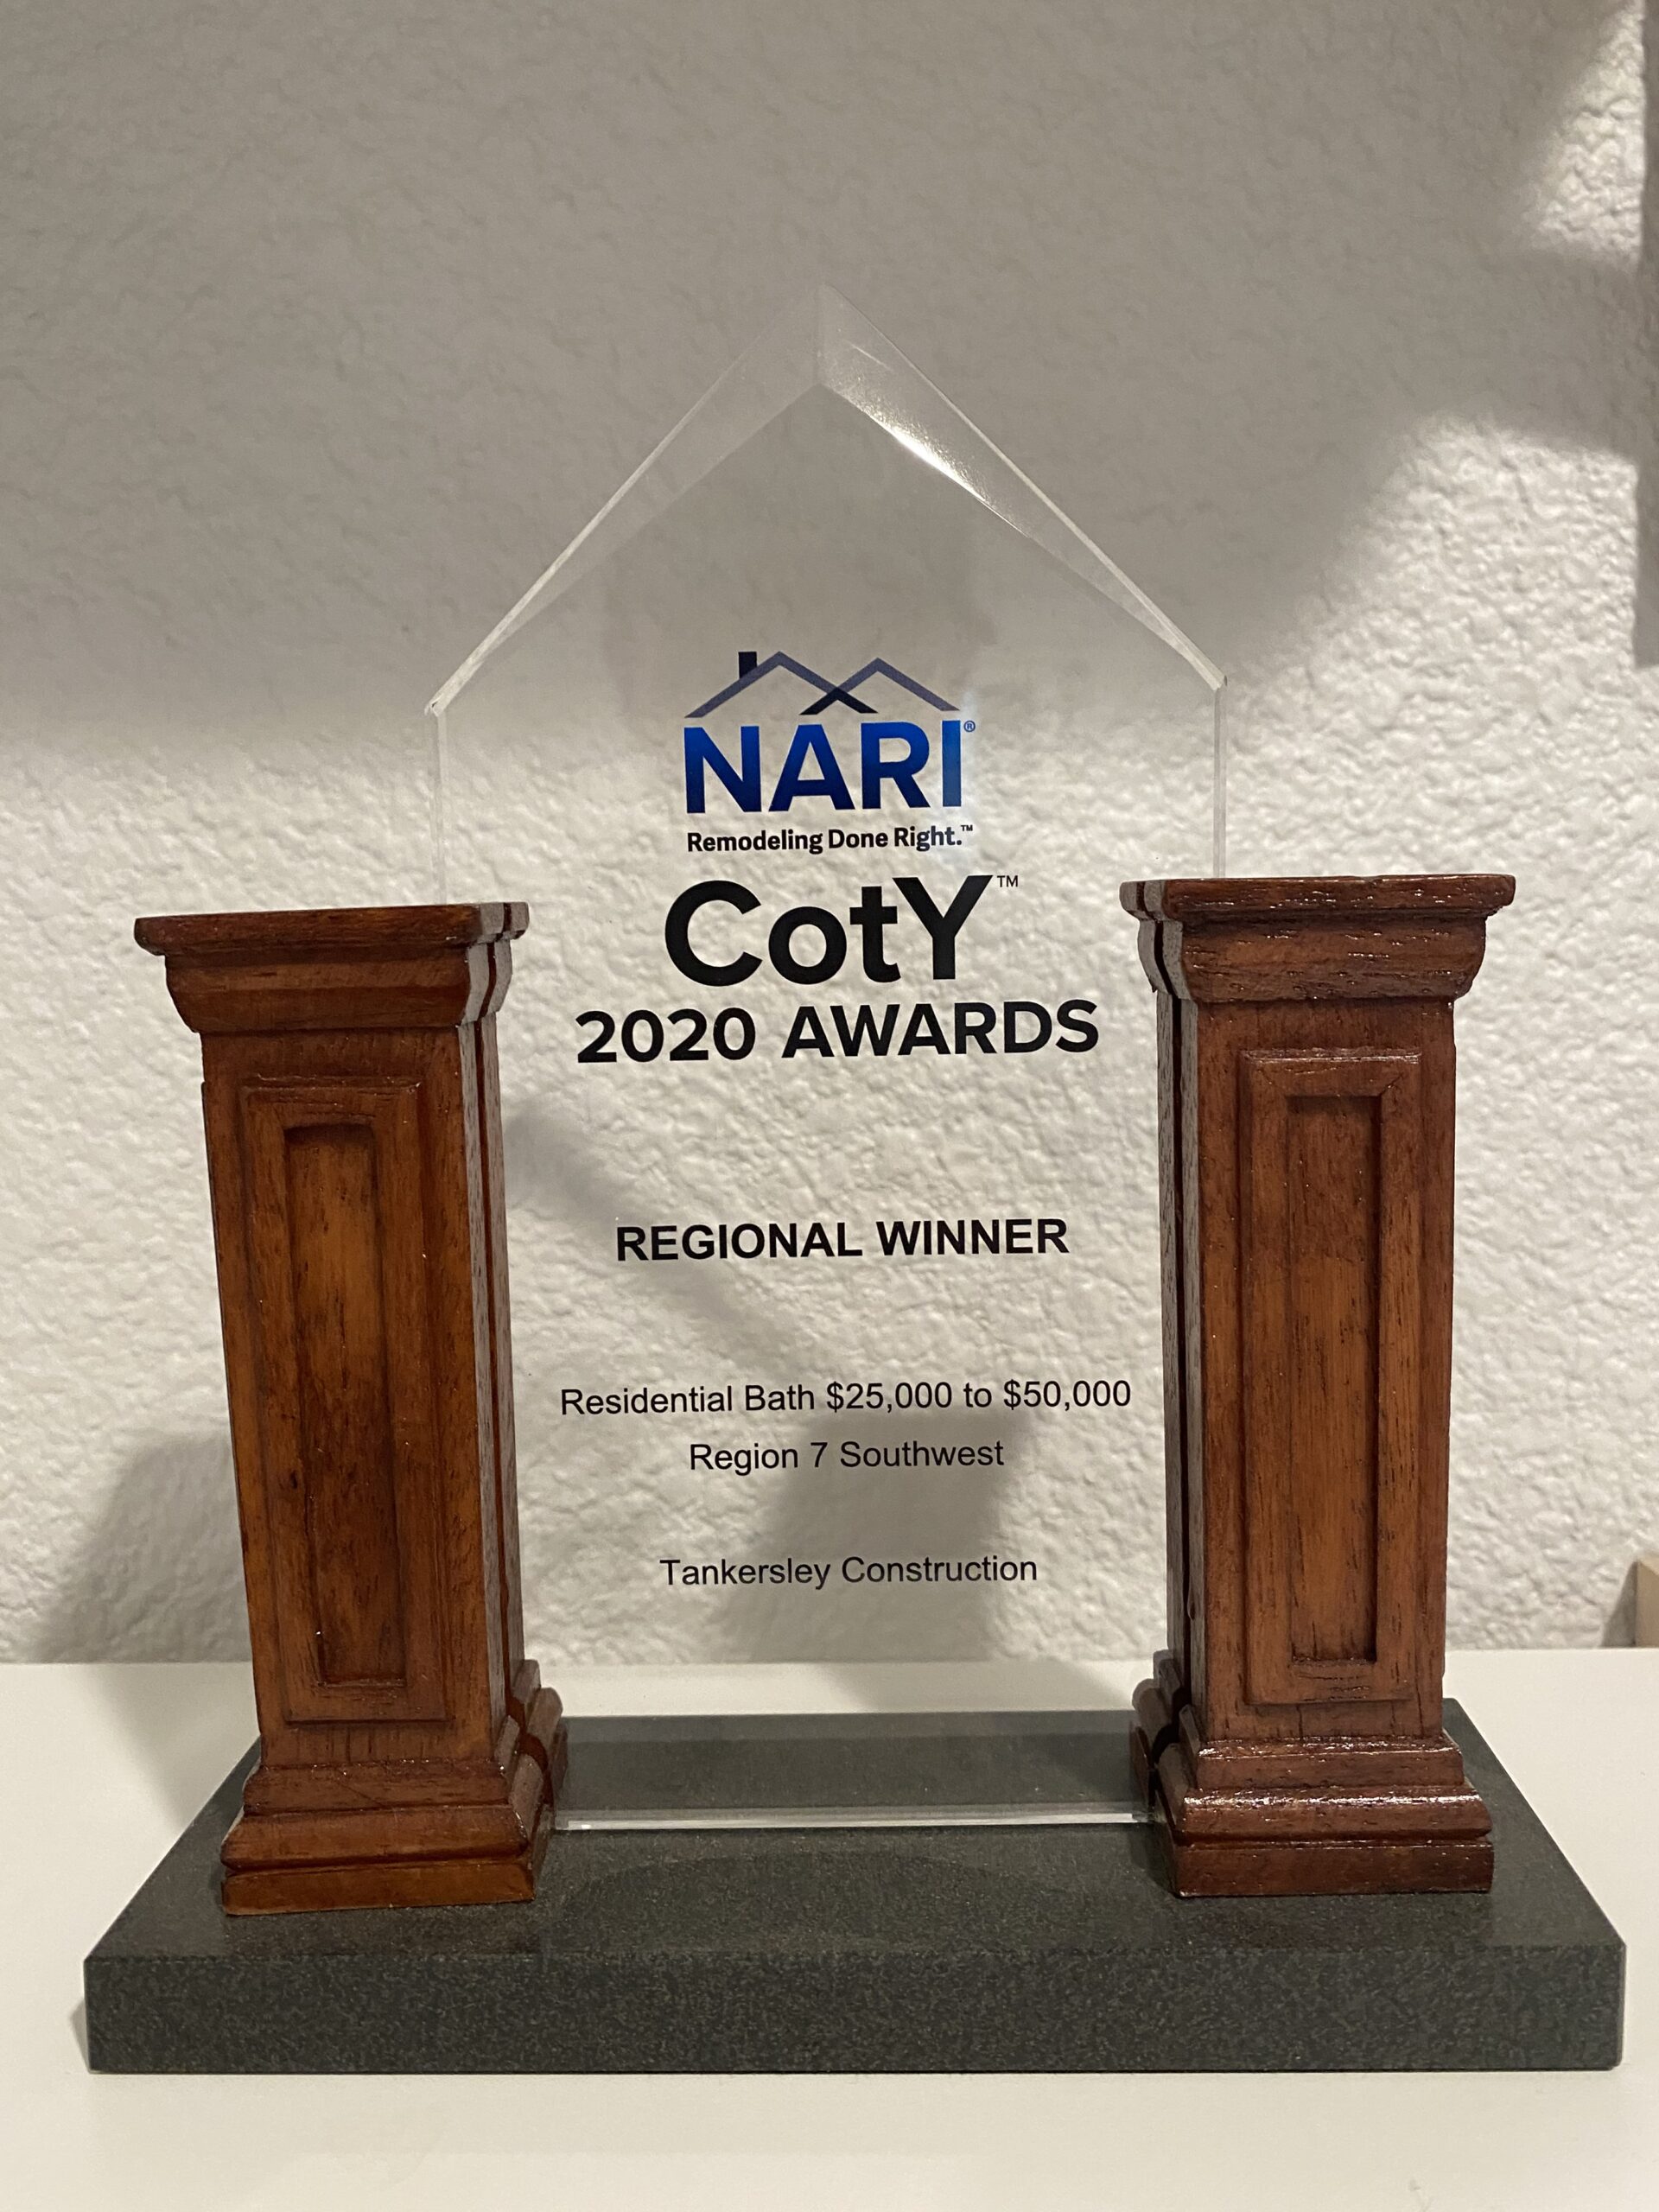 NARI®
Remodeling Done Right.™
CotY™
2020 AWARDS
REGIONAL WINNER
Residential Bath $25,000 to $50,000
Region 7 Southwest
Tankersley Construction